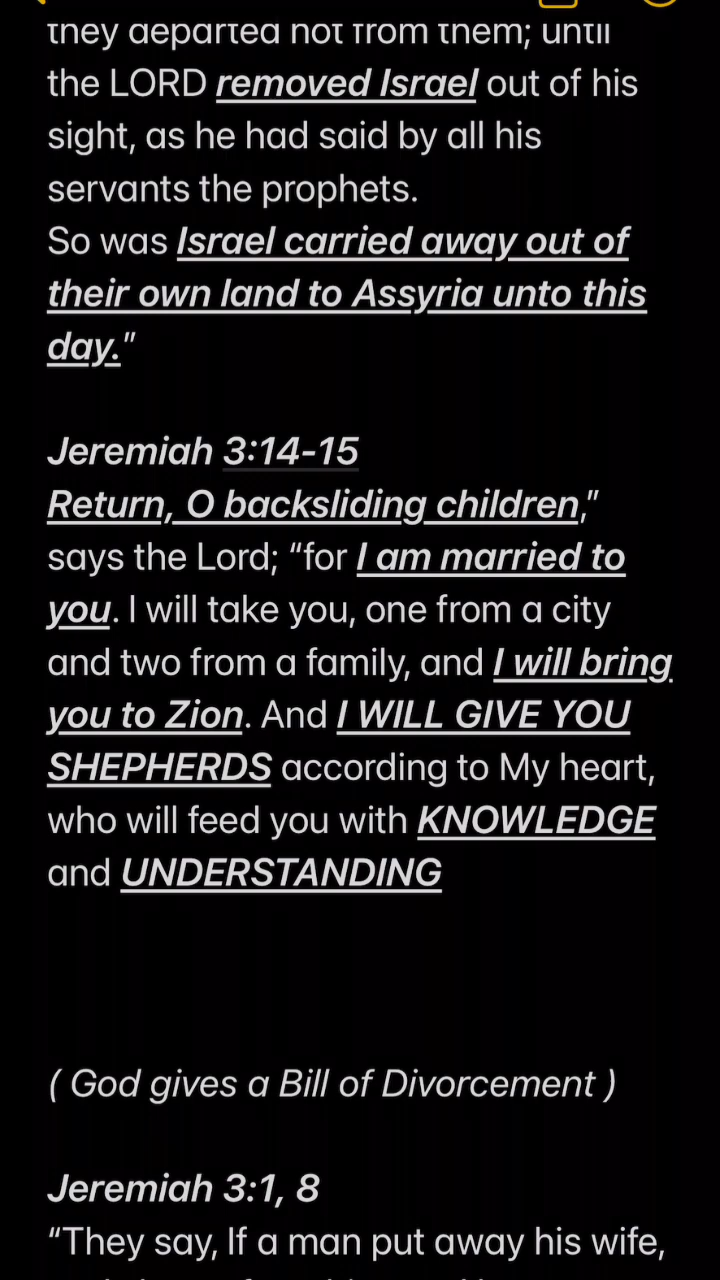 they departed not from them; until
the LORD removed Israel out of his
sight, as he had said by all his
servants the prophets.
So was Israel carried away out of
their own land to Assyria unto this
day."
Jeremiah 3:14-15
Return, O backsliding children,"
says the Lord; “for I am married to
you. I will take you, one from a city
and two from a family, and I will bring
you to Zion. And I WILL GIVE YOU
SHEPHERDS according to My heart,
who will feed you with KNOWLEDGE
and UNDERSTANDING
( God gives a Bill of Divorcement )
Jeremiah 3:1, 8
“They say, If a man put away his wife,